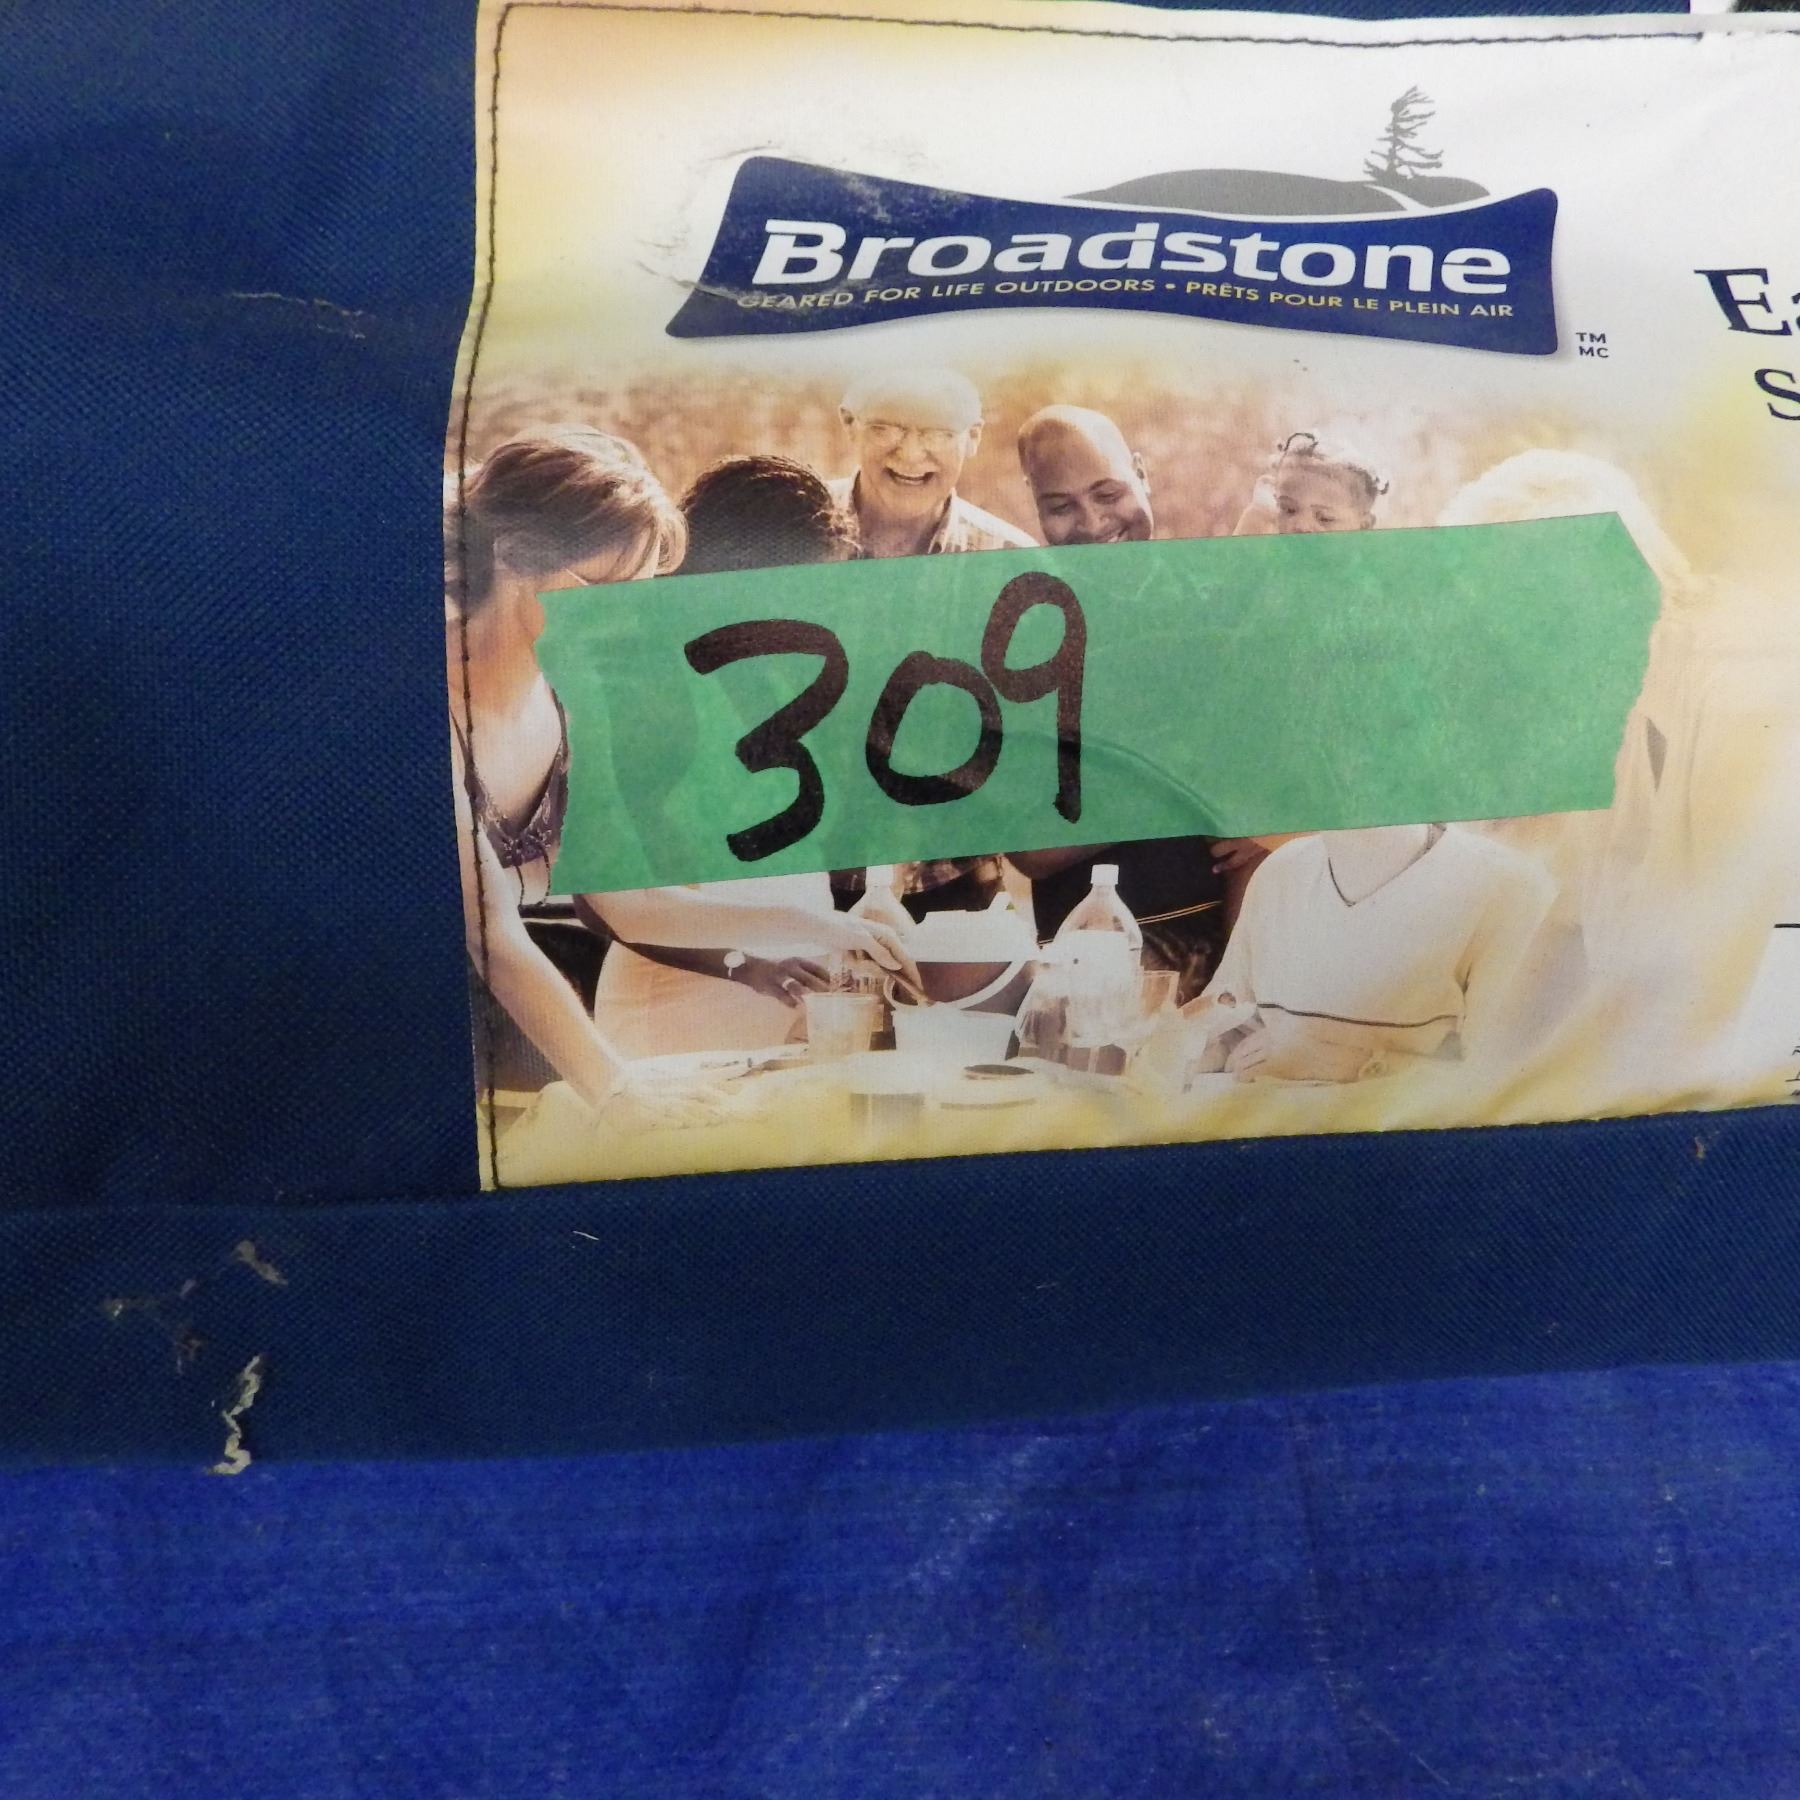 Broadstone
GEARED FOR LIFE OUTDOORS • PRÊTS POUR LE PLEIN AIR
TM
MC
309